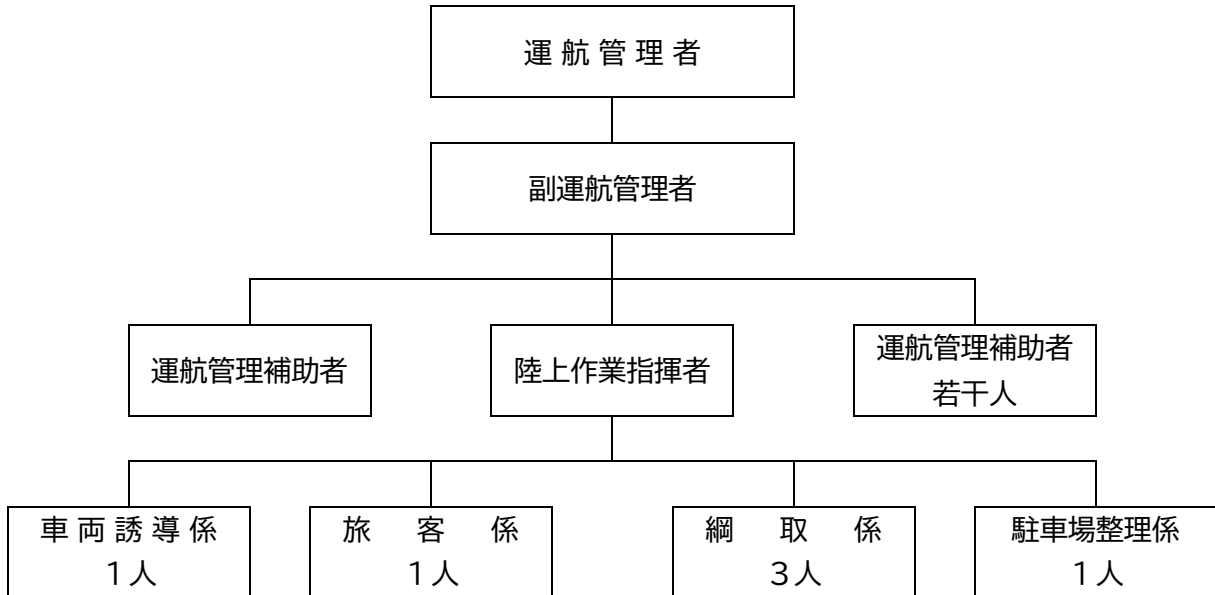 運航管理者
副運航管理者
運航管理補助者
陸上作業指揮者
運航管理補助者
若干人
車両誘導係
1人
旅客係
1人
綱取係
3人
駐車場整理係
1人